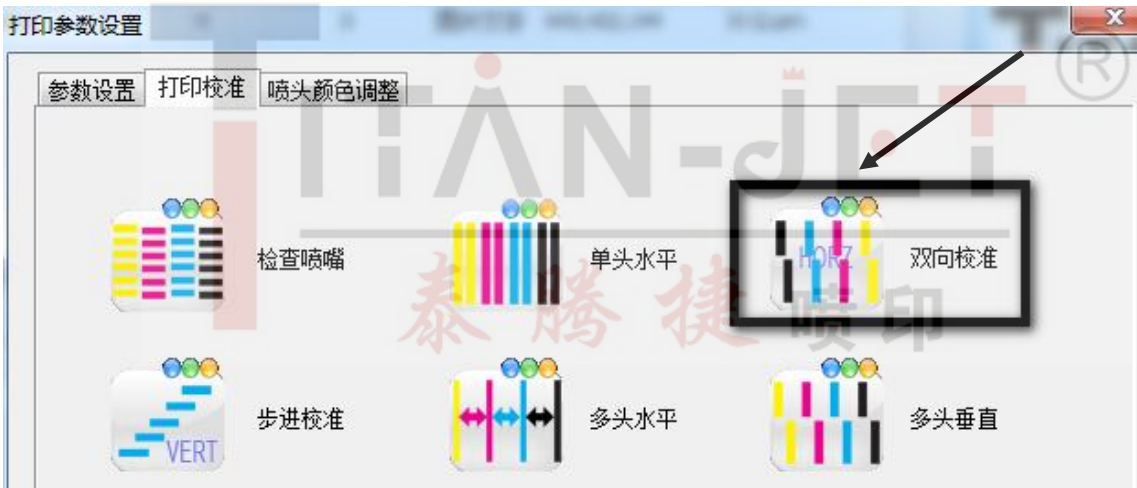 打印参数设置
参数设置 打印校准 喷头颜色调整
TIAN-JET®
检查喷嘴
单头水平
HORZ
双向校准
泰腾捷喷印
VERT
步进校准
多头水平
多头垂直